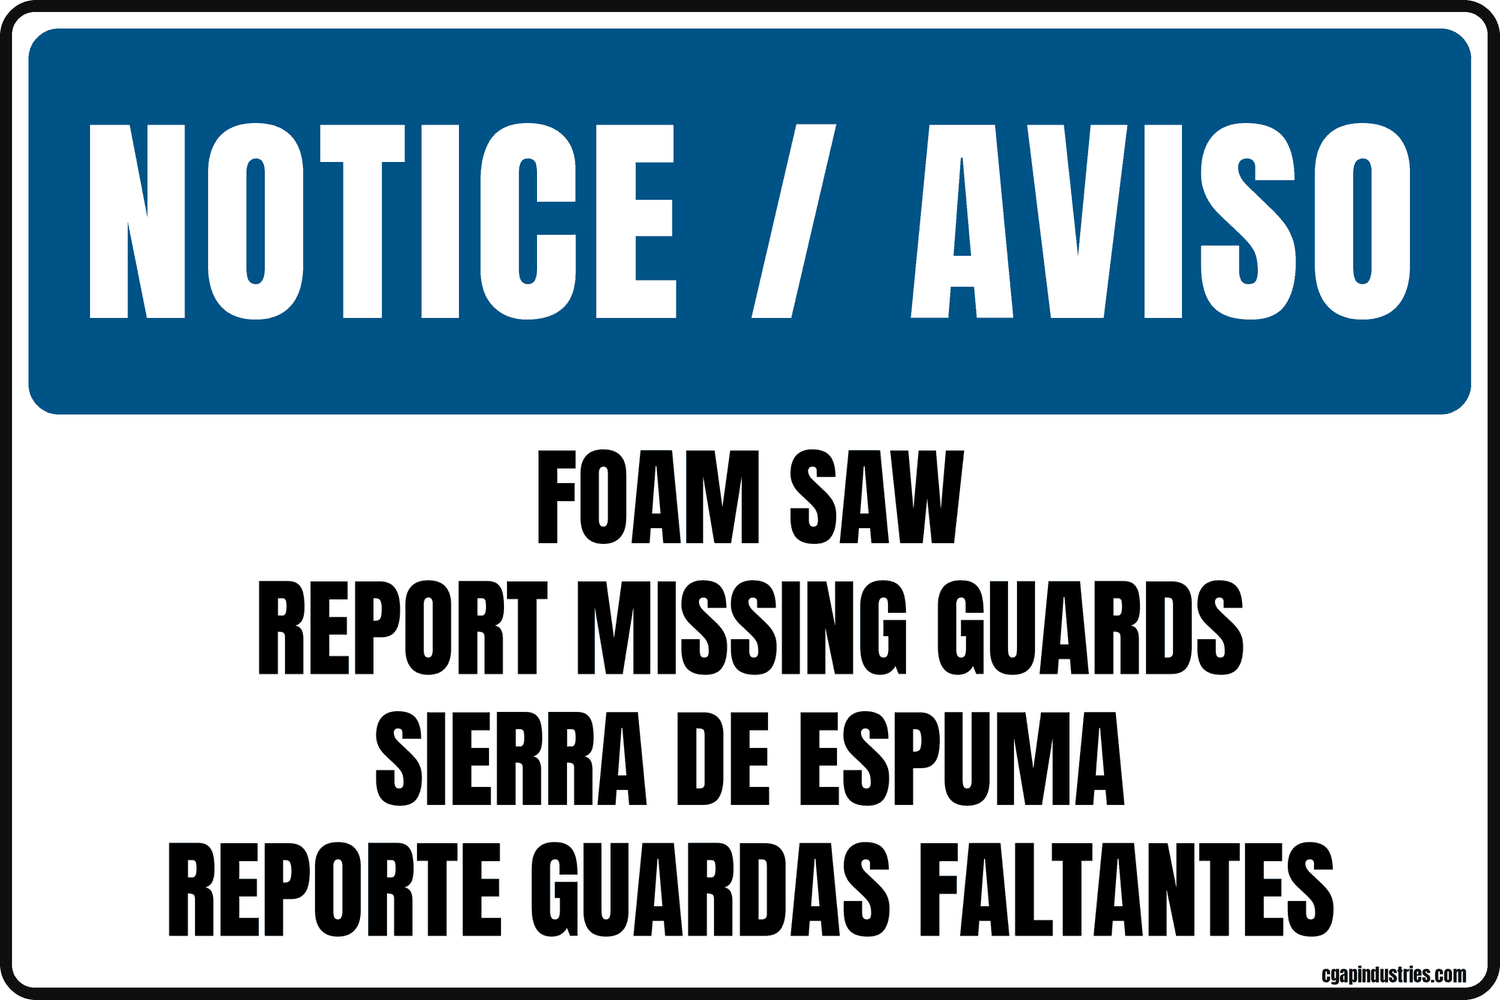 NOTICE / AVISO
FOAM SAW
REPORT MISSING GUARDS
SIERRA DE ESPUMA
REPORTE GUARDAS FALTANTES
cgapindustries.com